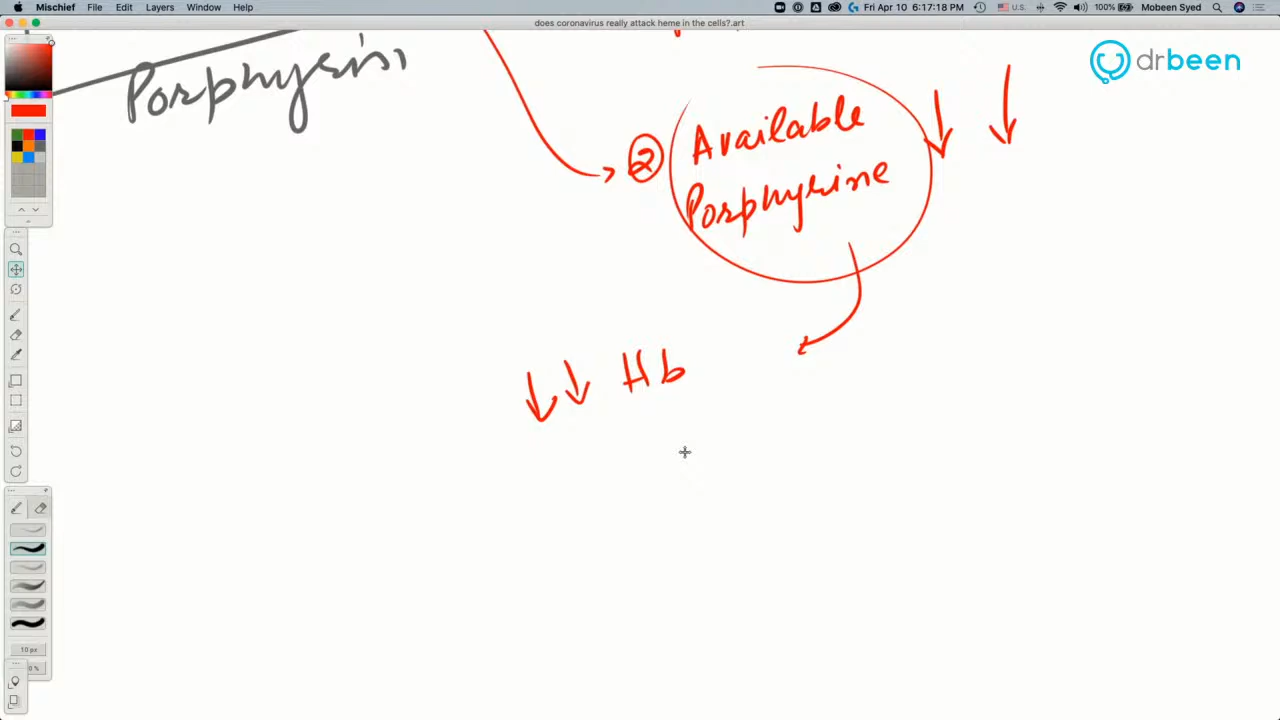 Mischief File Edit Layers Window Help
100% Fri Apr 10 6:17:18 PM U.S. Mobeen Syed
does coronavirus really attack heme in the cells?.art
drbeen
Porphyrin
② Available
Porphyrine
↓↓ Hb
10 px
0 %